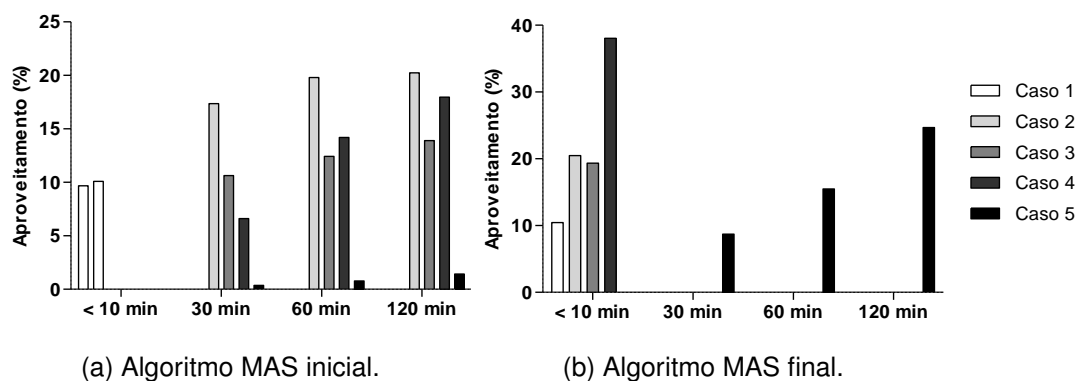 Aproveitamento (%)
25
20
15
10
5
0
< 10 min
30 min
60 min
120 min
(a) Algoritmo MAS inicial.
Aproveitamento (%)
40
30
20
10
0
< 10 min
30 min
60 min
120 min
(b) Algoritmo MAS final.
Caso 1
Caso 2
Caso 3
Caso 4
Caso 5